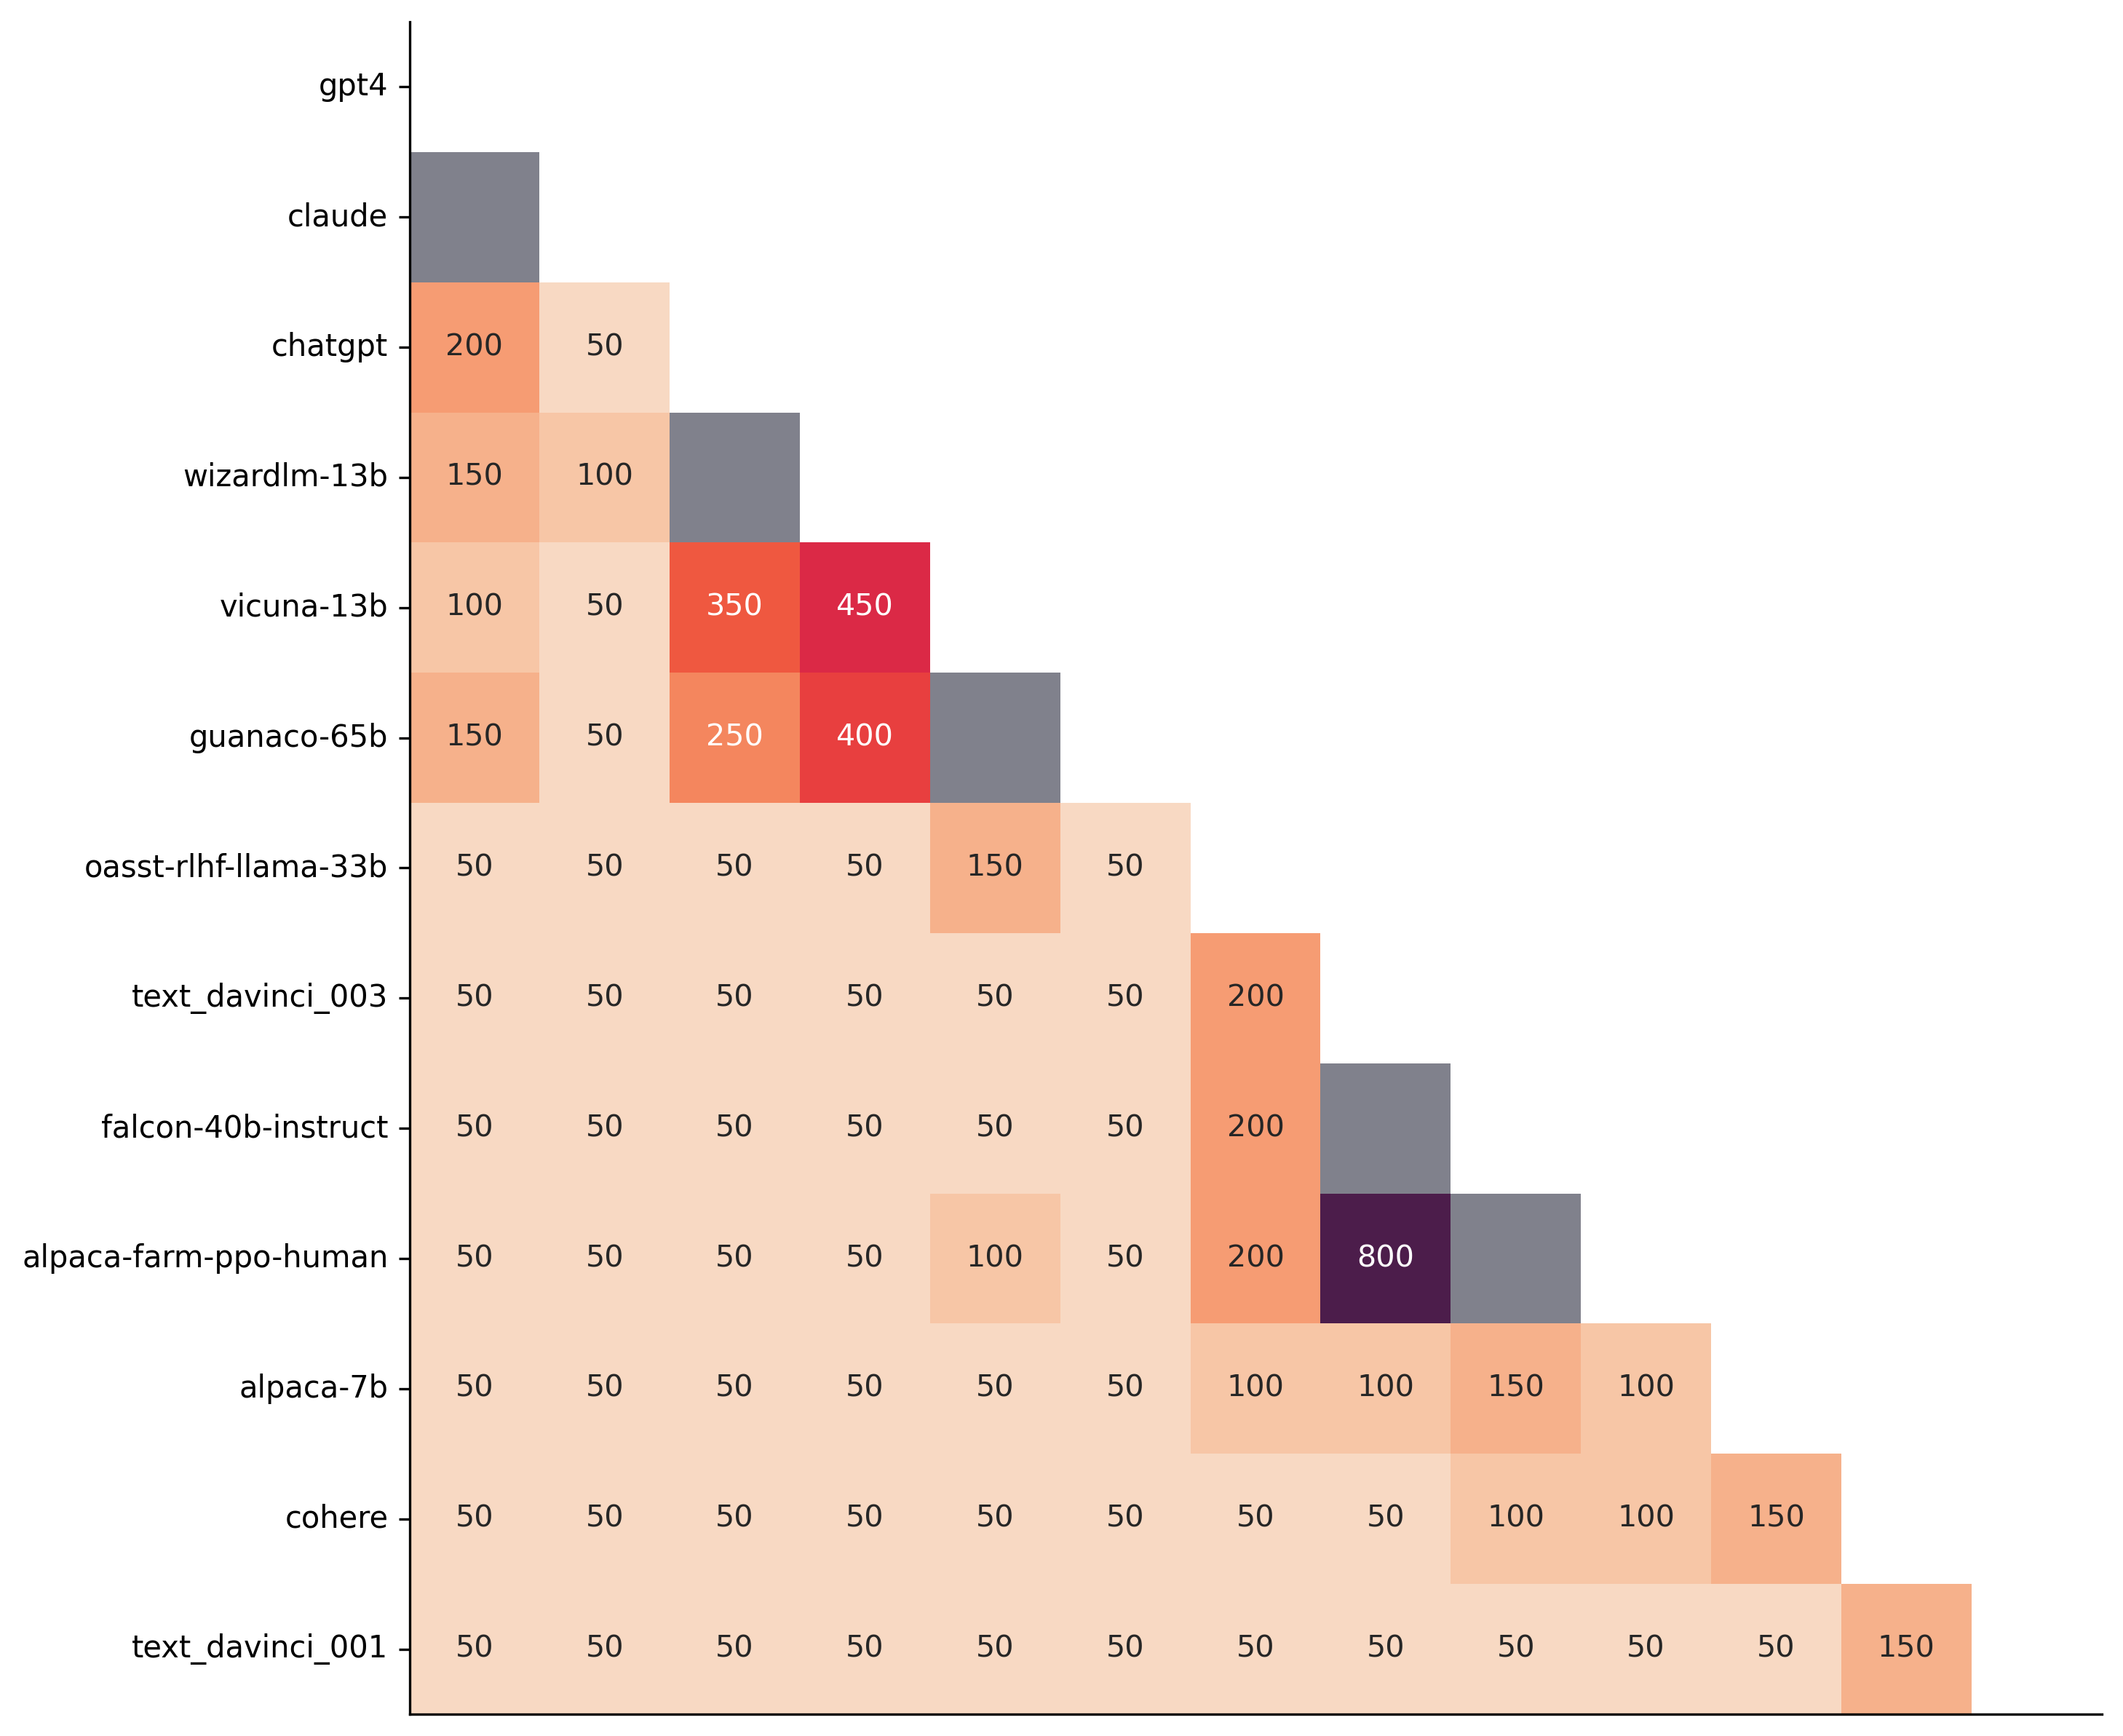 gpt4
claude
chatgpt 200 50
wizardlm-13b 150 100
vicuna-13b 100 50 350 450
guanaco-65b 150 50 250 400
oasst-rlhf-llama-33b 50 50 50 50 150 50
text_davinci_003 50 50 50 50 50 50 200
falcon-40b-instruct 50 50 50 50 50 50 200
alpaca-farm-ppo-human 50 50 50 50 100 50 200 800
alpaca-7b 50 50 50 50 50 50 100 100 150 100
cohere 50 50 50 50 50 50 50 50 100 100 150
text_davinci_001 50 50 50 50 50 50 50 50 50 50 50 150